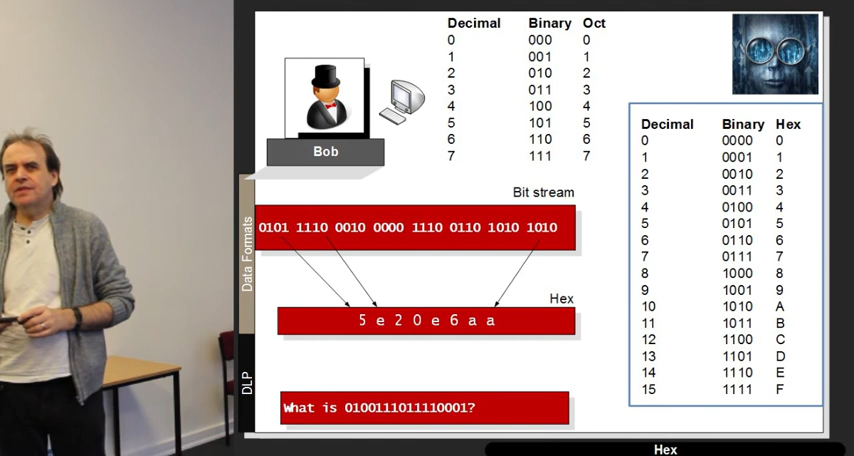 Decimal Binary Oct
0 000 0
1 001 1
2 010 2
3 011 3
4 100 4
5 101 5
6 110 6
7 111 7
Bob
Decimal Binary Hex
0 0000 0
1 0001 1
2 0010 2
3 0011 3
4 0100 4
5 0101 5
6 0110 6
7 0111 7
8 1000 8
9 1001 9
10 1010 A
11 1011 B
12 1100 C
13 1101 D
14 1110 E
15 1111 F
Data Formats
Bit stream
0101 1110 0010 0000 1110 0110 1010 1010
Hex
5 e 2 0 e 6 a a
DLP
What is 0100111011110001?
Hex